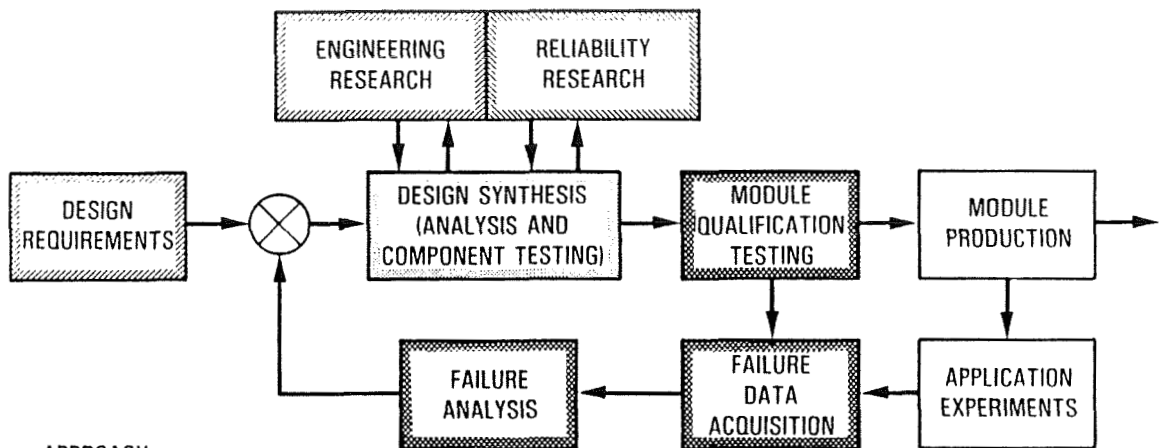 ENGINEERING
RESEARCH
RELIABILITY
RESEARCH
DESIGN
REQUIREMENTS
DESIGN SYNTHESIS
(ANALYSIS AND
COMPONENT TESTING)
MODULE
QUALIFICATION
TESTING
MODULE
PRODUCTION
FAILURE
ANALYSIS
FAILURE
DATA
ACQUISITION
APPLICATION
EXPERIMENTS
APPROACH